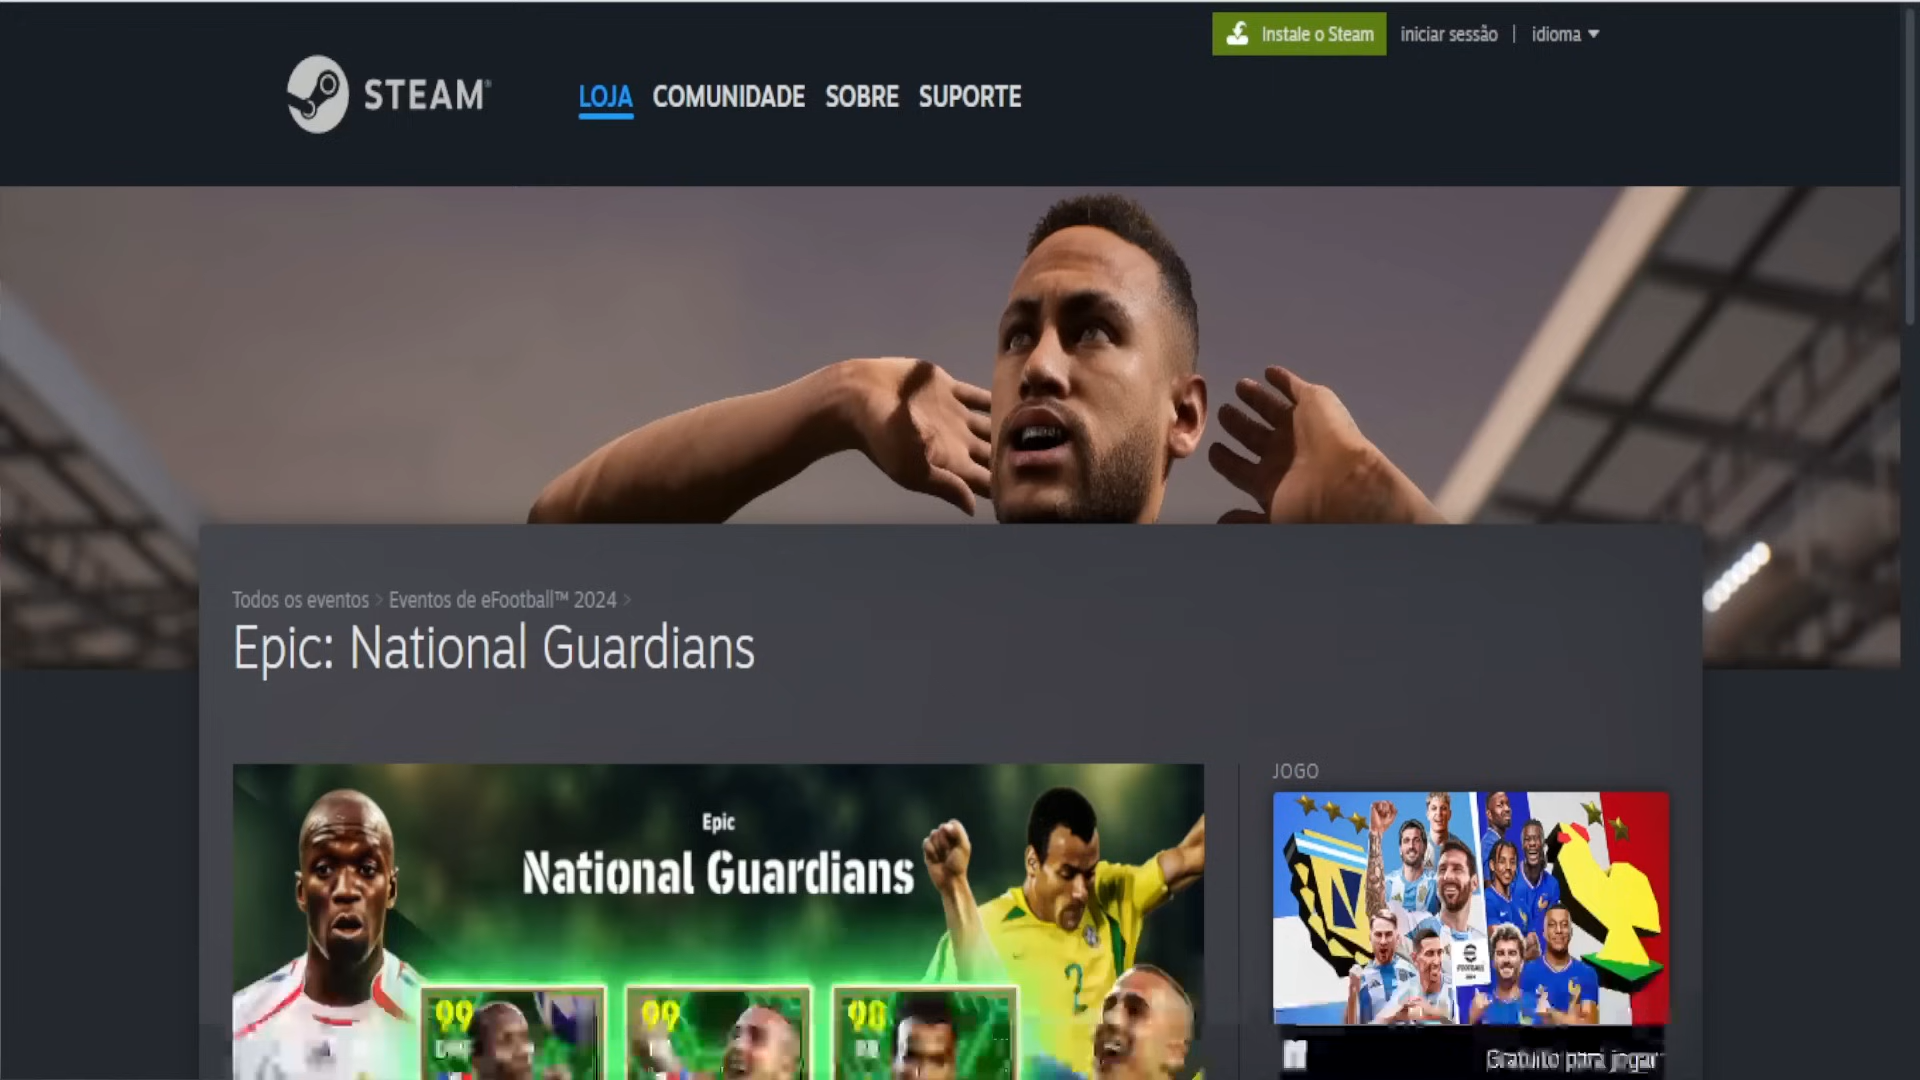 Instale o Steam
iniciar sessão | idioma
STEAM®
LOJA COMUNIDADE SOBRE SUPORTE
Todos os eventos > Eventos de eFootball™ 2024 >
Epic: National Guardians
JOGO
Epic
National Guardians
2
99
99
98
Gratuito para jogar